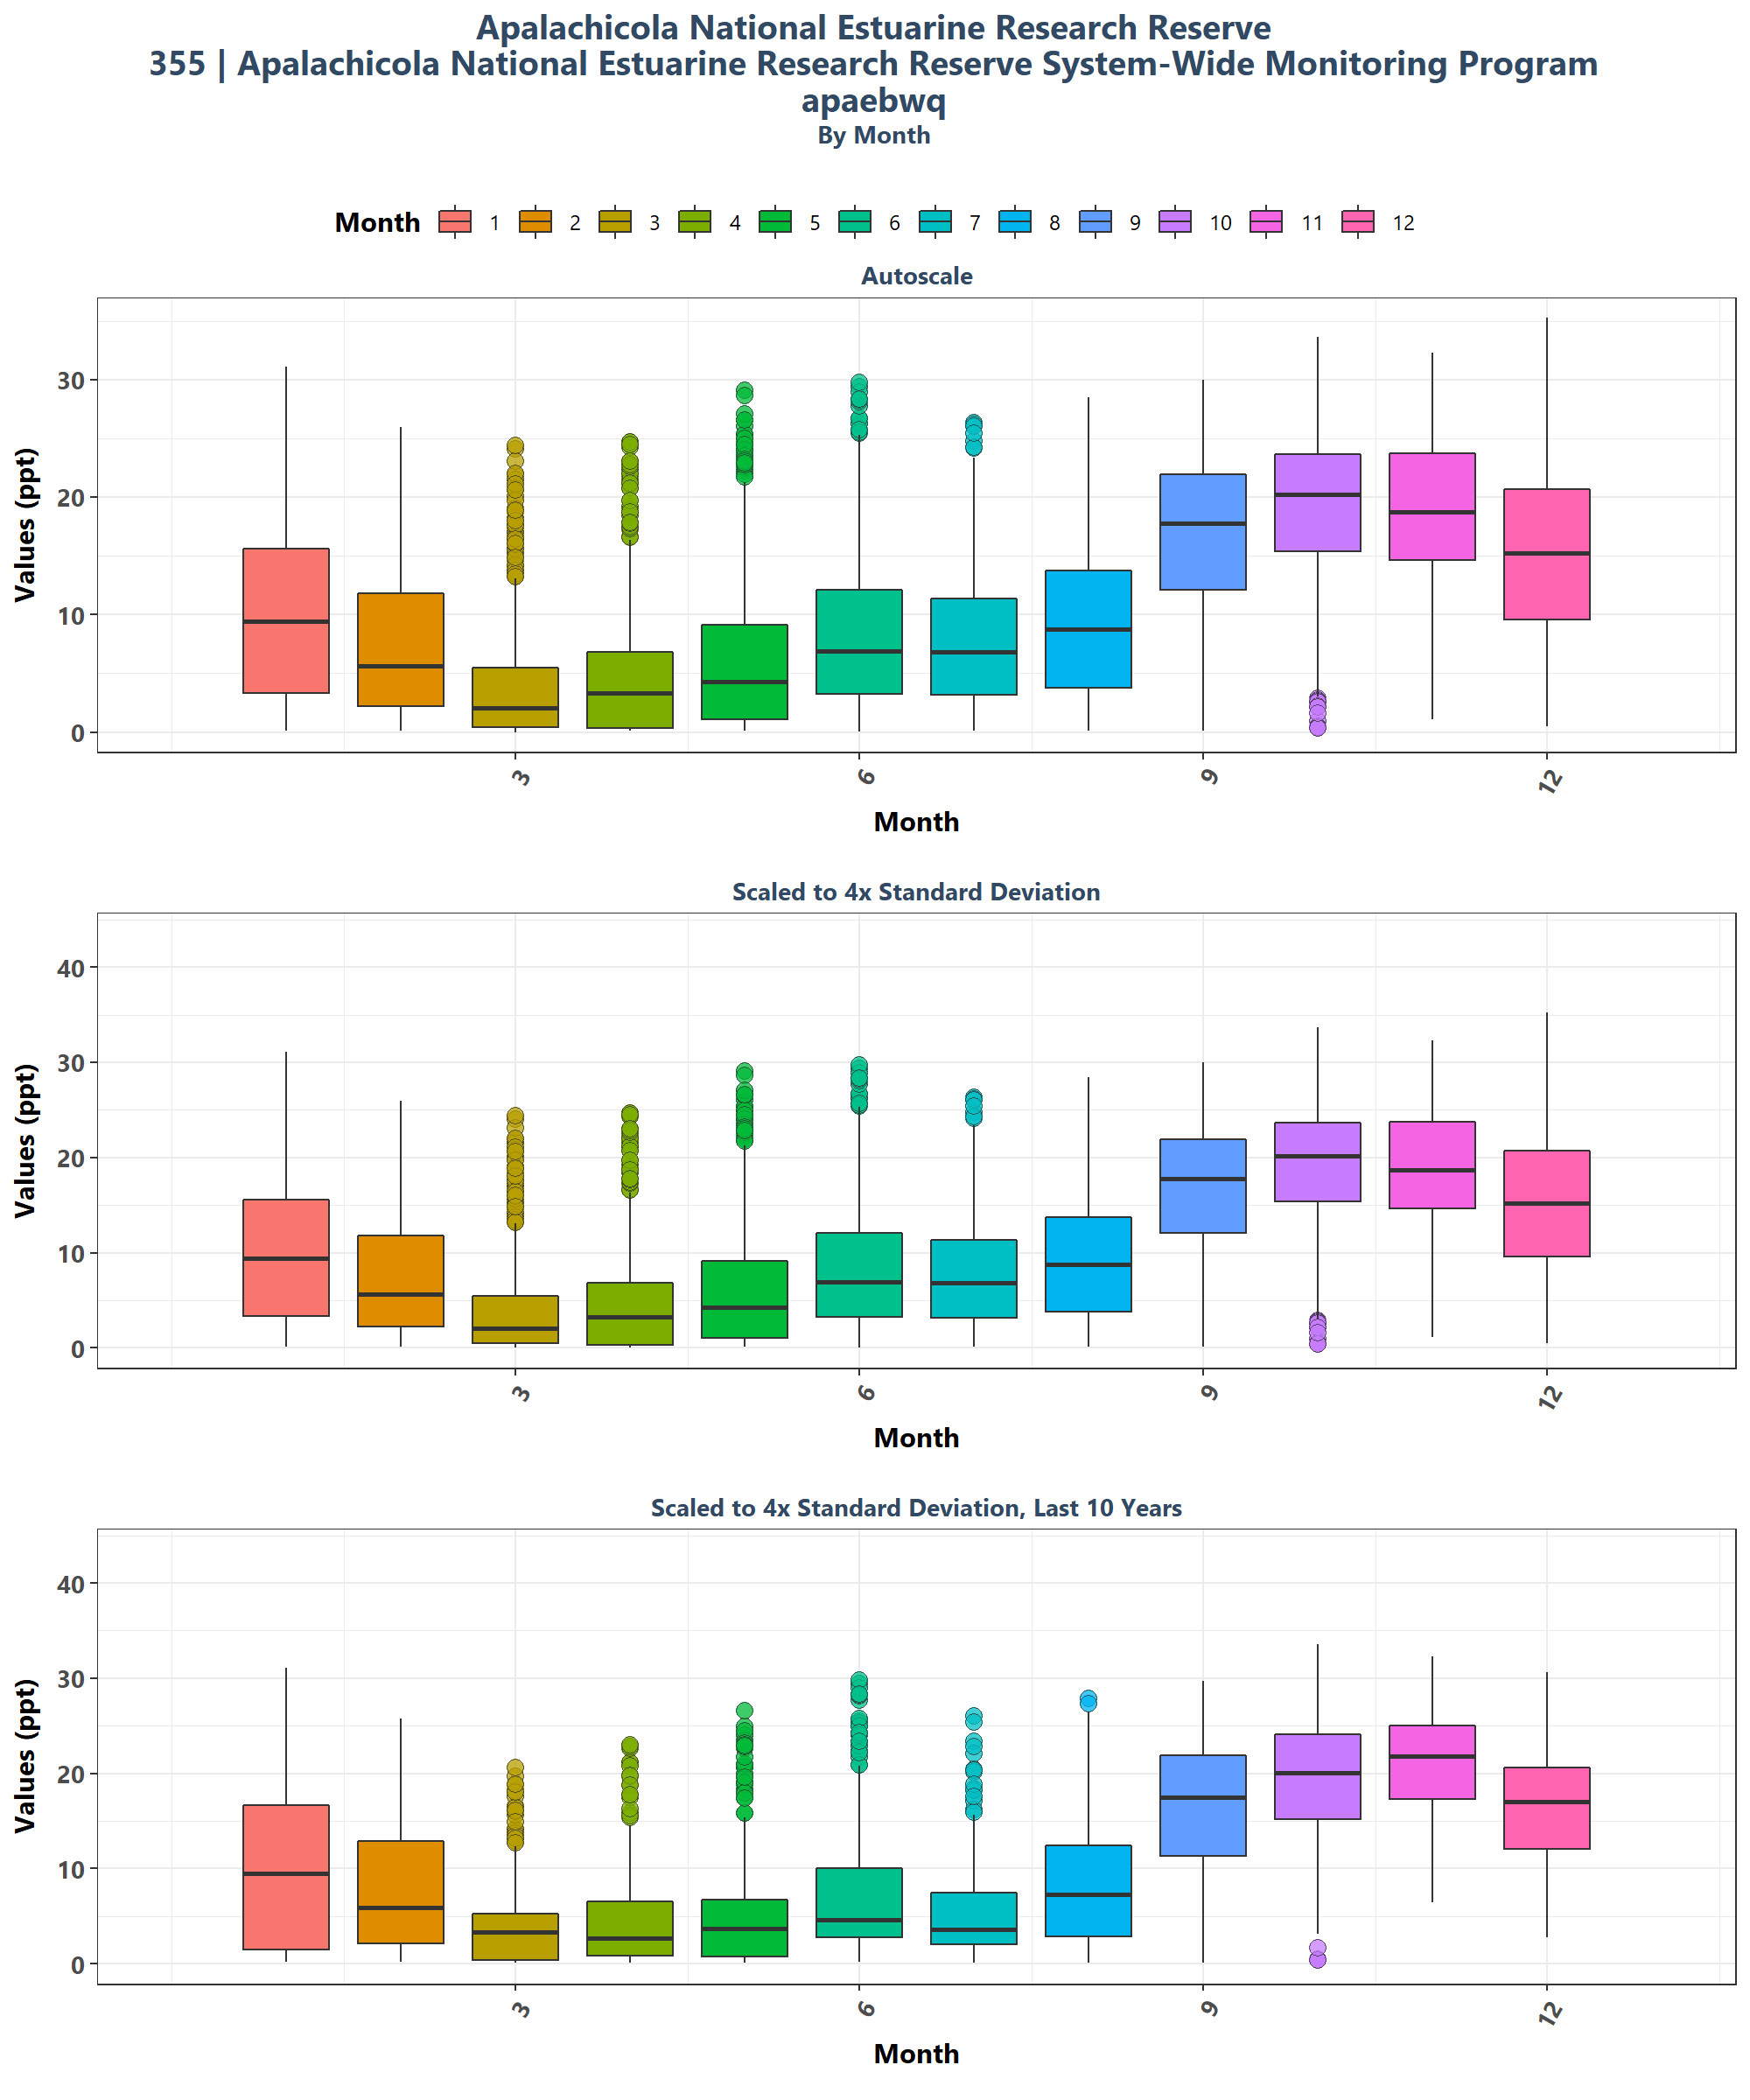 Apalachicola National Estuarine Research Reserve
355 | Apalachicola National Estuarine Research Reserve System-Wide Monitoring Program
apaebwq
By Month
Month 1 2 3 4 5 6 7 8 9 10 11 12
Autoscale
Values (ppt)
30
20
10
0
3 6 9 12
Month
Scaled to 4x Standard Deviation
Values (ppt)
40
30
20
10
0
3 6 9 12
Month
Scaled to 4x Standard Deviation, Last 10 Years
Values (ppt)
40
30
20
10
0
3 6 9 12
Month